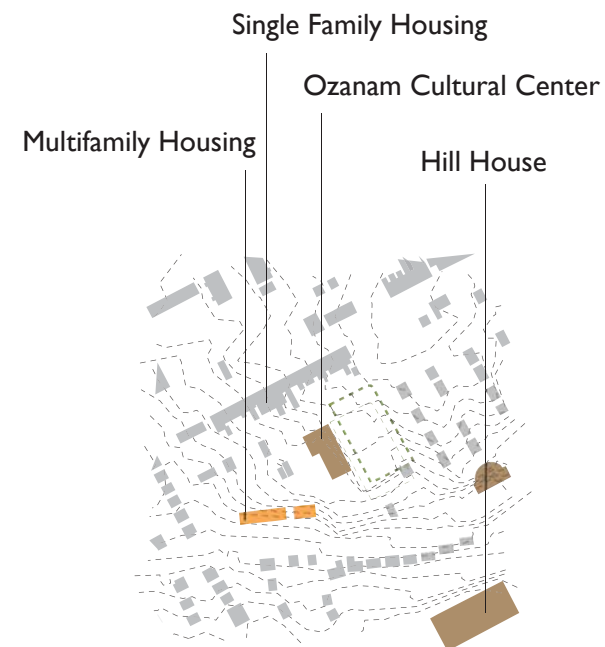 Single Family Housing
Ozanam Cultural Center
Multifamily Housing
Hill House